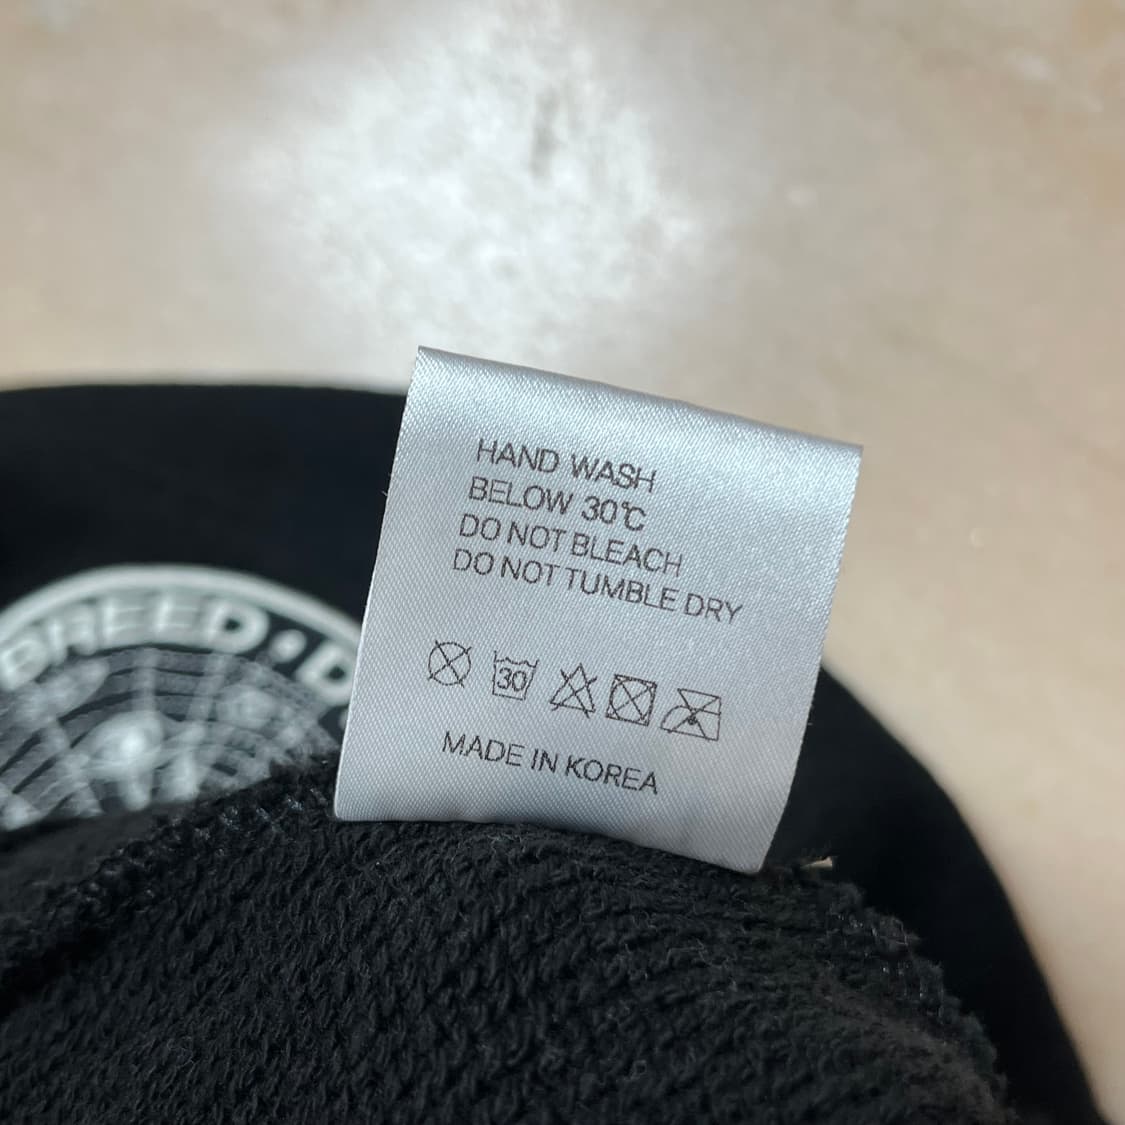 HAND WASH
BELOW 30℃
DO NOT BLEACH
DO NOT TUMBLE DRY
30
MADE IN KOREA
BREED · D